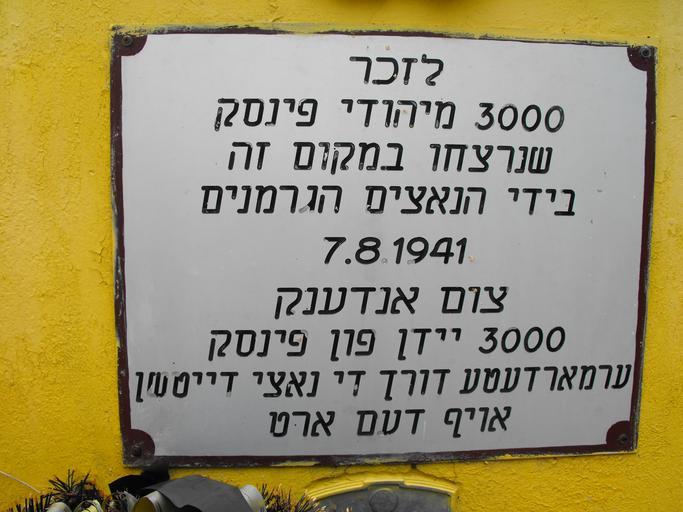 לזכר
3000 מיהודי פינסק
שנרצחו במקום זה
בידי הנאצים הגרמנים
7.8.1941
צום אנדענק
3000 יידן פון פינסק
ערמארדעטע דורך די נאצי דייטשין
אויף דעם ארט